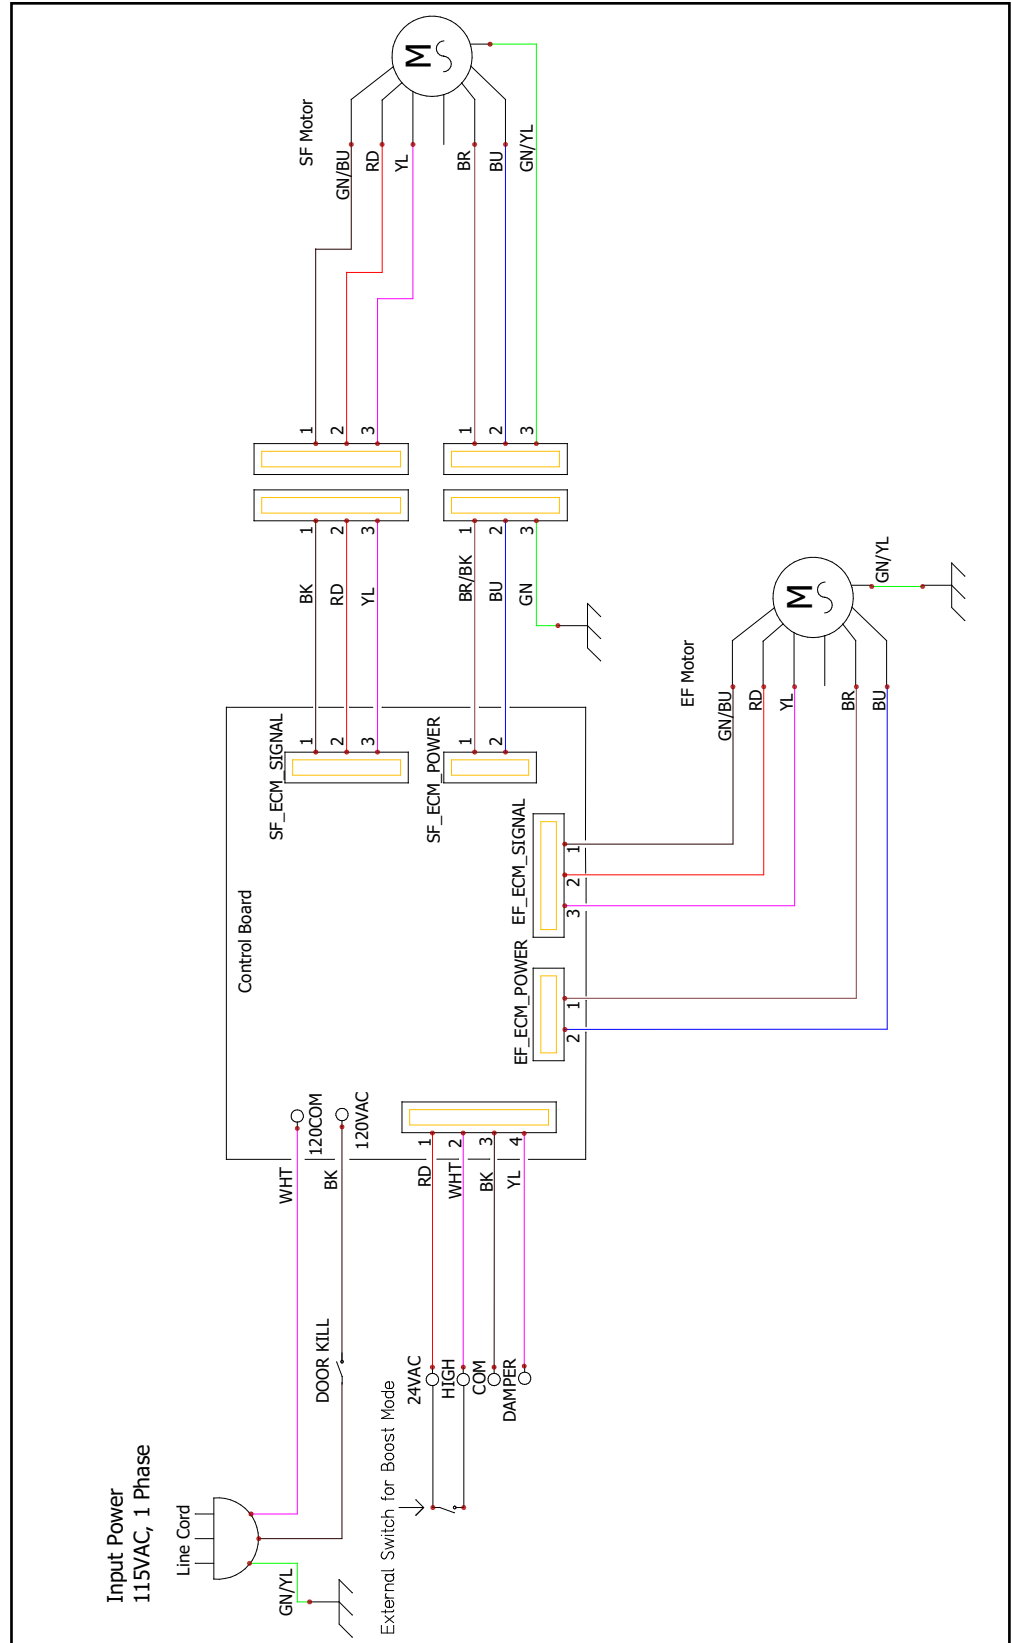 Input Power
115VAC, 1 Phase
Line Cord
GN/YL
DOOR KILL
WHT
BK
120COM
120VAC
External Switch for Boost Mode
24VAC
HIGH
COM
DAMPER
RD
WHT
BK
YL
1
2
3
4
Control Board
SF_ECM_SIGNAL
1
2
3
SF_ECM_POWER
1
2
EF_ECM_SIGNAL
1
2
3
EF_ECM_POWER
1
2
BK
RD
YL
BR/BK
BU
GN
1
2
3
1
2
3
1
2
3
1
2
3
SF Motor
GN/BU
RD
YL
BR
BU
GN/YL
M
EF Motor
GN/BU
RD
YL
BR
BU
GN/YL
M